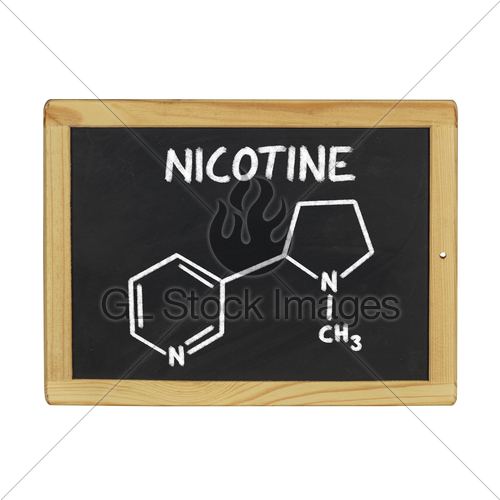 NICOTINE
GL Stock Images
N
CH3
N